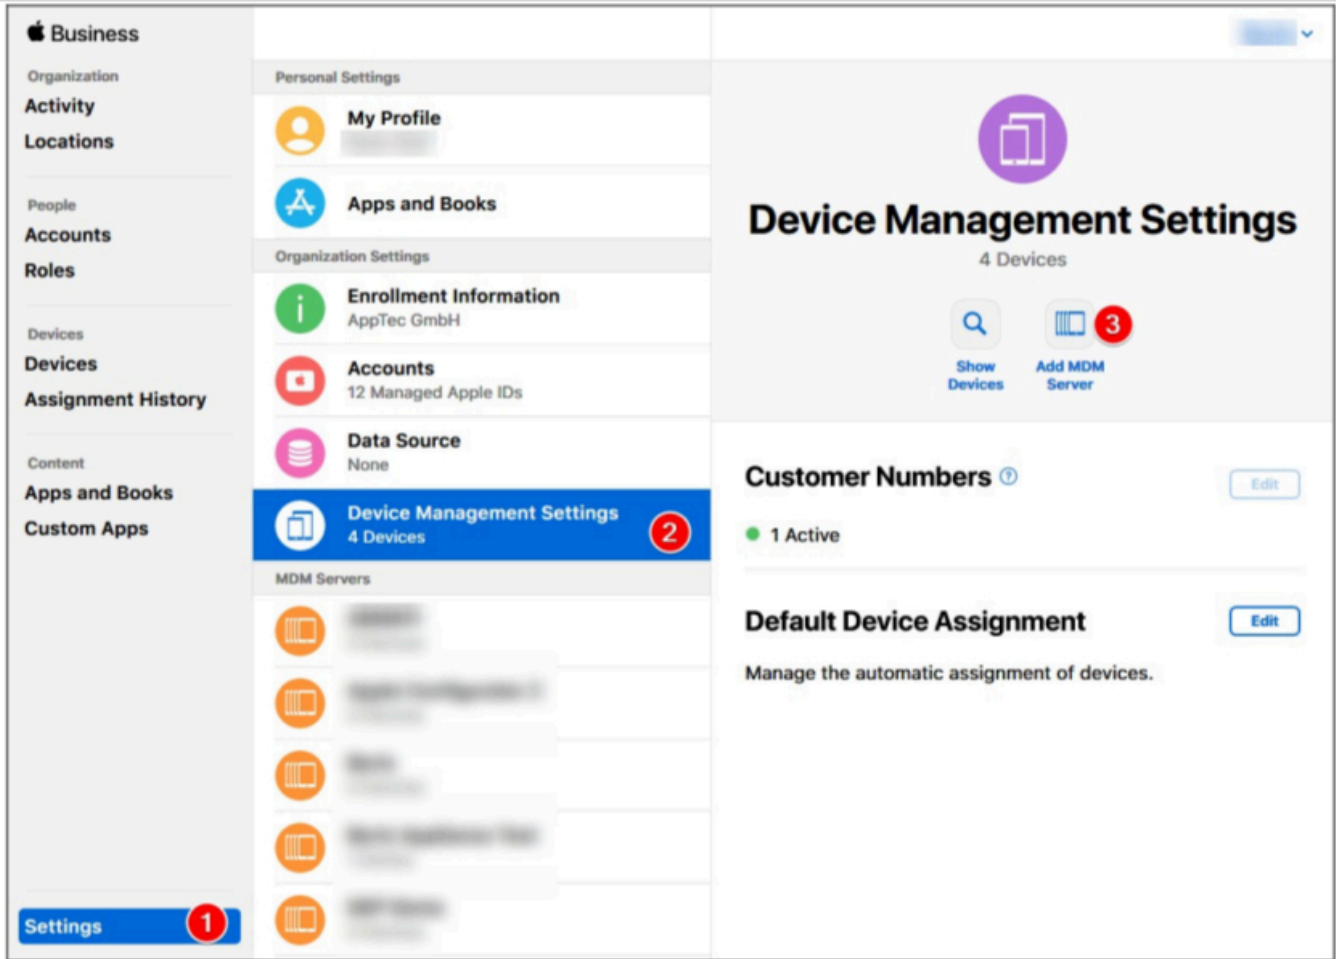 Business
Organization
Activity
Locations
People
Accounts
Roles
Devices
Devices
Assignment History
Content
Apps and Books
Custom Apps
Settings
1
Personal Settings
My Profile
Apps and Books
Organization Settings
Enrollment Information
AppTec GmbH
Accounts
12 Managed Apple IDs
Data Source
None
Device Management Settings
4 Devices
2
MDM Servers
Device Management Settings
4 Devices
Show
Devices
Add MDM
Server
3
Customer Numbers ?
Edit
1 Active
Default Device Assignment
Edit
Manage the automatic assignment of devices.